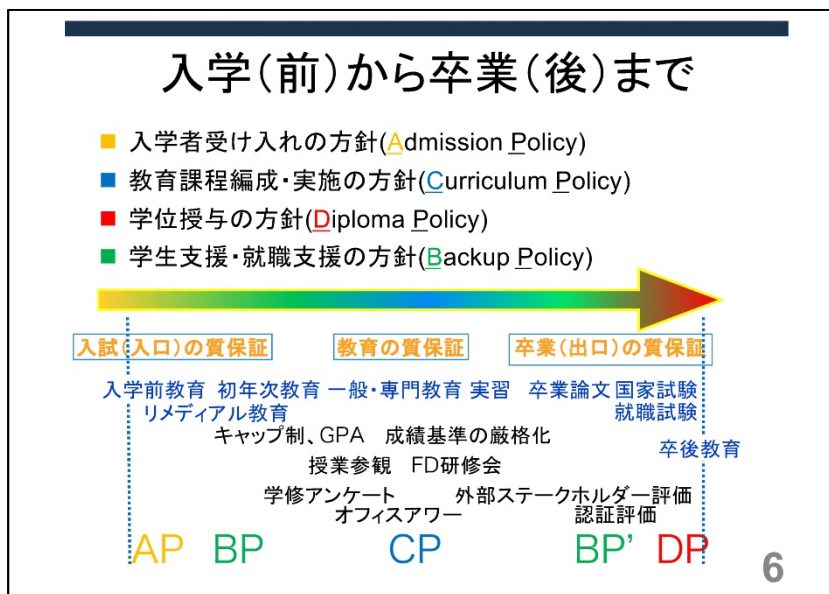 入学(前)から卒業(後)まで
■ 入学者受け入れの方針(Admission Policy)
■ 教育課程編成・実施の方針(Curriculum Policy)
■ 学位授与の方針(Diploma Policy)
■ 学生支援・就職支援の方針(Backup Policy)
入試(入口)の質保証 教育の質保証 卒業(出口)の質保証
入学前教育 初年次教育 一般・専門教育 実習 卒業論文 国家試験
リメディアル教育 就職試験
キャップ制、GPA 成績基準の厳格化
卒後教育
授業参観 FD研修会
学修アンケート 外部ステークホルダー評価
オフィスアワー 認証評価
AP BP CP BP' DP
6